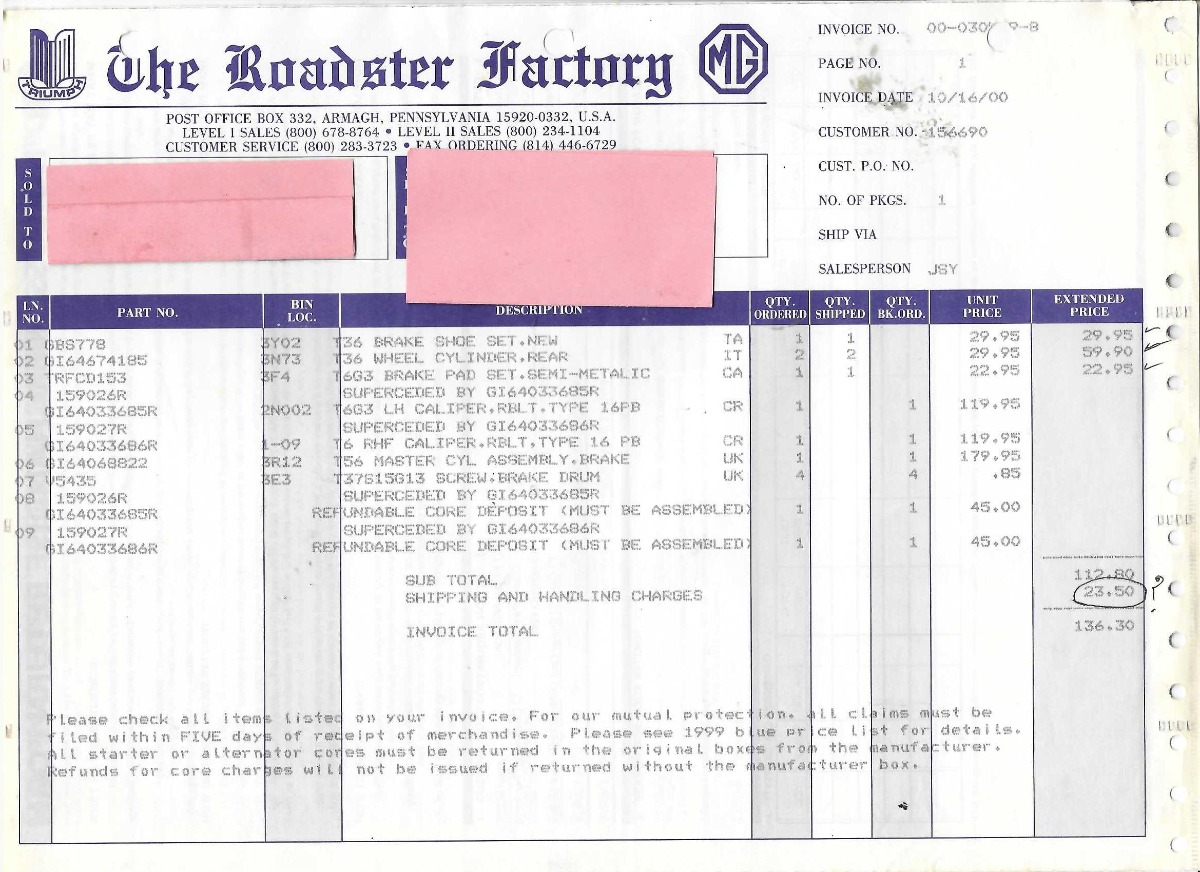 TRIUMPH
The Roadster Factory
MG
POST OFFICE BOX 332, ARMAGH, PENNSYLVANIA 15920-0332, U.S.A.
LEVEL I SALES (800) 678-8764 • LEVEL II SALES (800) 234-1104
CUSTOMER SERVICE (800) 283-3723 • FAX ORDERING (814) 446-6729
INVOICE NO. 00-030 9-8
PAGE NO. 1
INVOICE DATE 10/16/00
CUSTOMER NO. 156690
CUST. P.O. NO.
NO. OF PKGS. 1
SHIP VIA
SALESPERSON JSY
SOLD TO
LN. NO. PART NO. BIN LOC. DESCRIPTION QTY. ORDERED QTY. SHIPPED QTY. BK.ORD. UNIT PRICE EXTENDED PRICE
01 GBS778 3Y02 T36 BRAKE SHOE SET.NEW TA 1 1 29.95 29.95
02 GI64674185 3N73 T36 WHEEL CYLINDER.REAR IT 2 2 29.95 59.90
03 TRFCD153 3F4 T6G3 BRAKE PAD SET.SEMI-METALIC CA 1 1 22.95 22.95
04 159026R SUPERCEDED BY GI64033685R
GI64033685R 2N002 T6G3 LH CALIPER.RBLT.TYPE 16PB CR 1 1 119.95
05 159027R SUPERCEDED BY GI64033686R
GI64033686R 1-09 T6 RHF CALIPER.RBLT.TYPE 16 PB CR 1 1 119.95
06 GI64068822 3R12 T56 MASTER CYL ASSEMBLY.BRAKE UK 1 1 179.95
07 V5435 3E3 T37S15G13 SCREW.BRAKE DRUM UK 4 4 .85
08 159026R SUPERCEDED BY GI64033685R
GI64033685R REFUNDABLE CORE DEPOSIT (MUST BE ASSEMBLED) 1 1 45.00
09 159027R SUPERCEDED BY GI64033686R
GI64033686R REFUNDABLE CORE DEPOSIT (MUST BE ASSEMBLED) 1 1 45.00
SUB TOTAL 112.80
SHIPPING AND HANDLING CHARGES 23.50 ?
INVOICE TOTAL 136.30
Please check all items listed on your invoice. For our mutual protection. all claims must be
filed within FIVE days of receipt of merchandise. Please see 1999 blue price list for details.
All starter or alternator cores must be returned in the original boxes from the manufacturer.
Refunds for core charges will not be issued if returned without the manufacturer box.